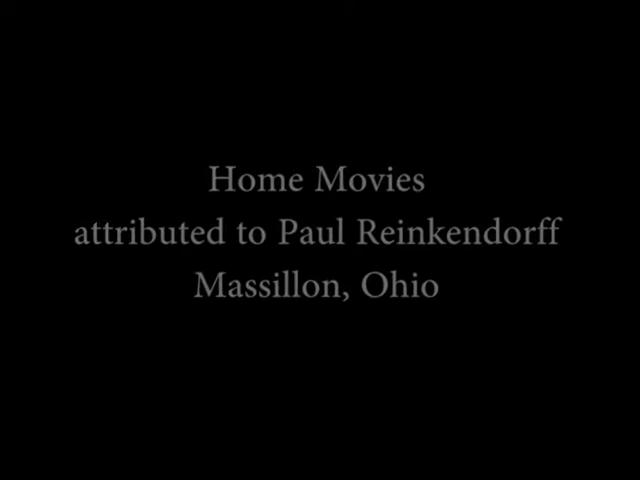 Home Movies
attributed to Paul Reinkendorff
Massillon, Ohio